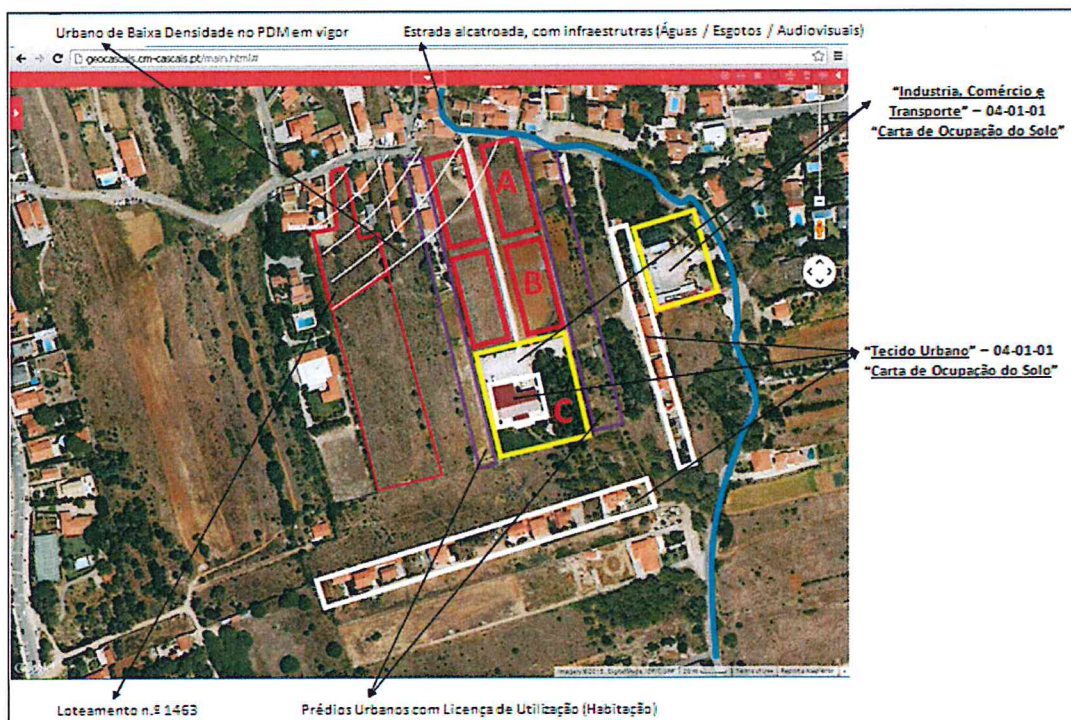 Urbano de Baixa Densidade no PDM em vigor
Estrada alcatroada, com infraestrutras (Águas / Esgotos / Audiovisuais)
geocascais.cm-cascais.pt/main.html#
"Industria, Comércio e
Transporte" – 04-01-01
"Carta de Ocupação do Solo"
A
B
C
"Tecido Urbano" – 04-01-01
"Carta de Ocupação do Solo"
Loteamento n.º 1463
Prédios Urbanos com Licença de Utilização (Habitação)